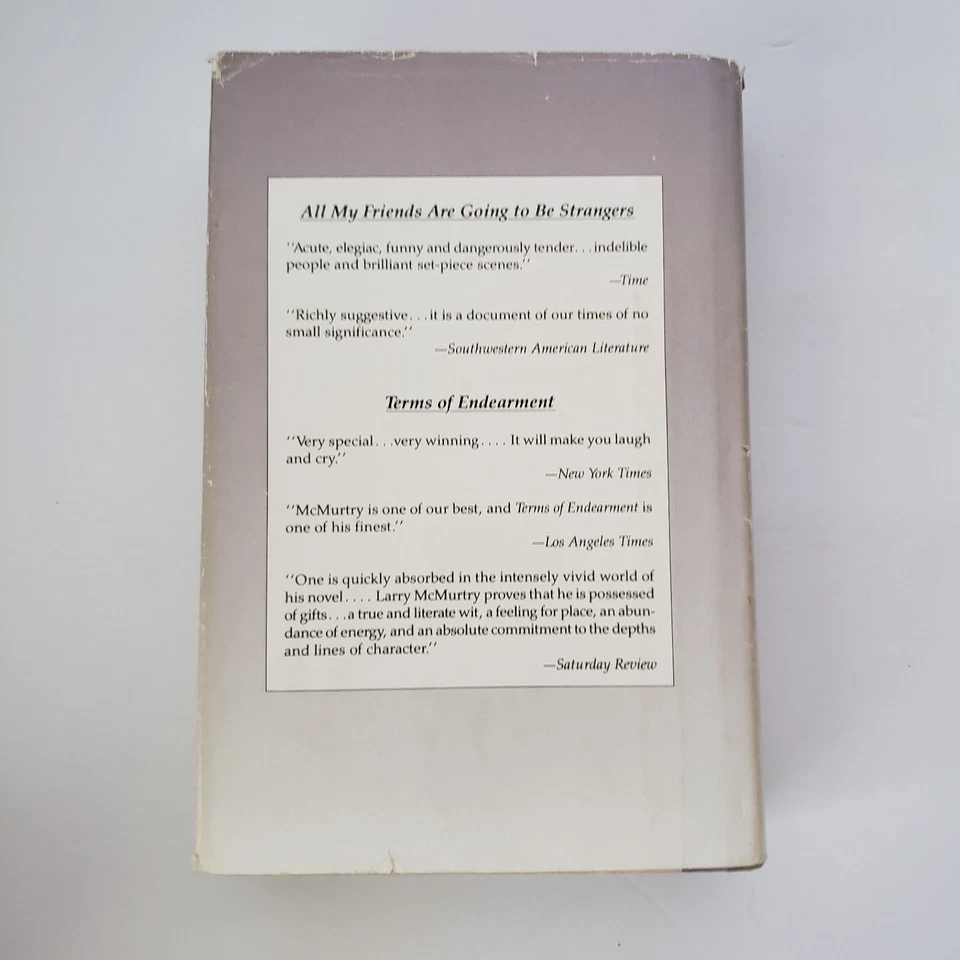 All My Friends Are Going to Be Strangers
''Acute, elegiac, funny and dangerously tender. . .indelible
people and brilliant set-piece scenes.''
—Time
''Richly suggestive. . .it is a document of our times of no
small significance.''
—Southwestern American Literature
Terms of Endearment
''Very special. . .very winning. . . . It will make you laugh
and cry.''
—New York Times
''McMurtry is one of our best, and Terms of Endearment is
one of his finest.''
—Los Angeles Times
''One is quickly absorbed in the intensely vivid world of
his novel. . . . Larry McMurtry proves that he is possessed
of gifts. . .a true and literate wit, a feeling for place, an abun-
dance of energy, and an absolute commitment to the depths
and lines of character.''
—Saturday Review